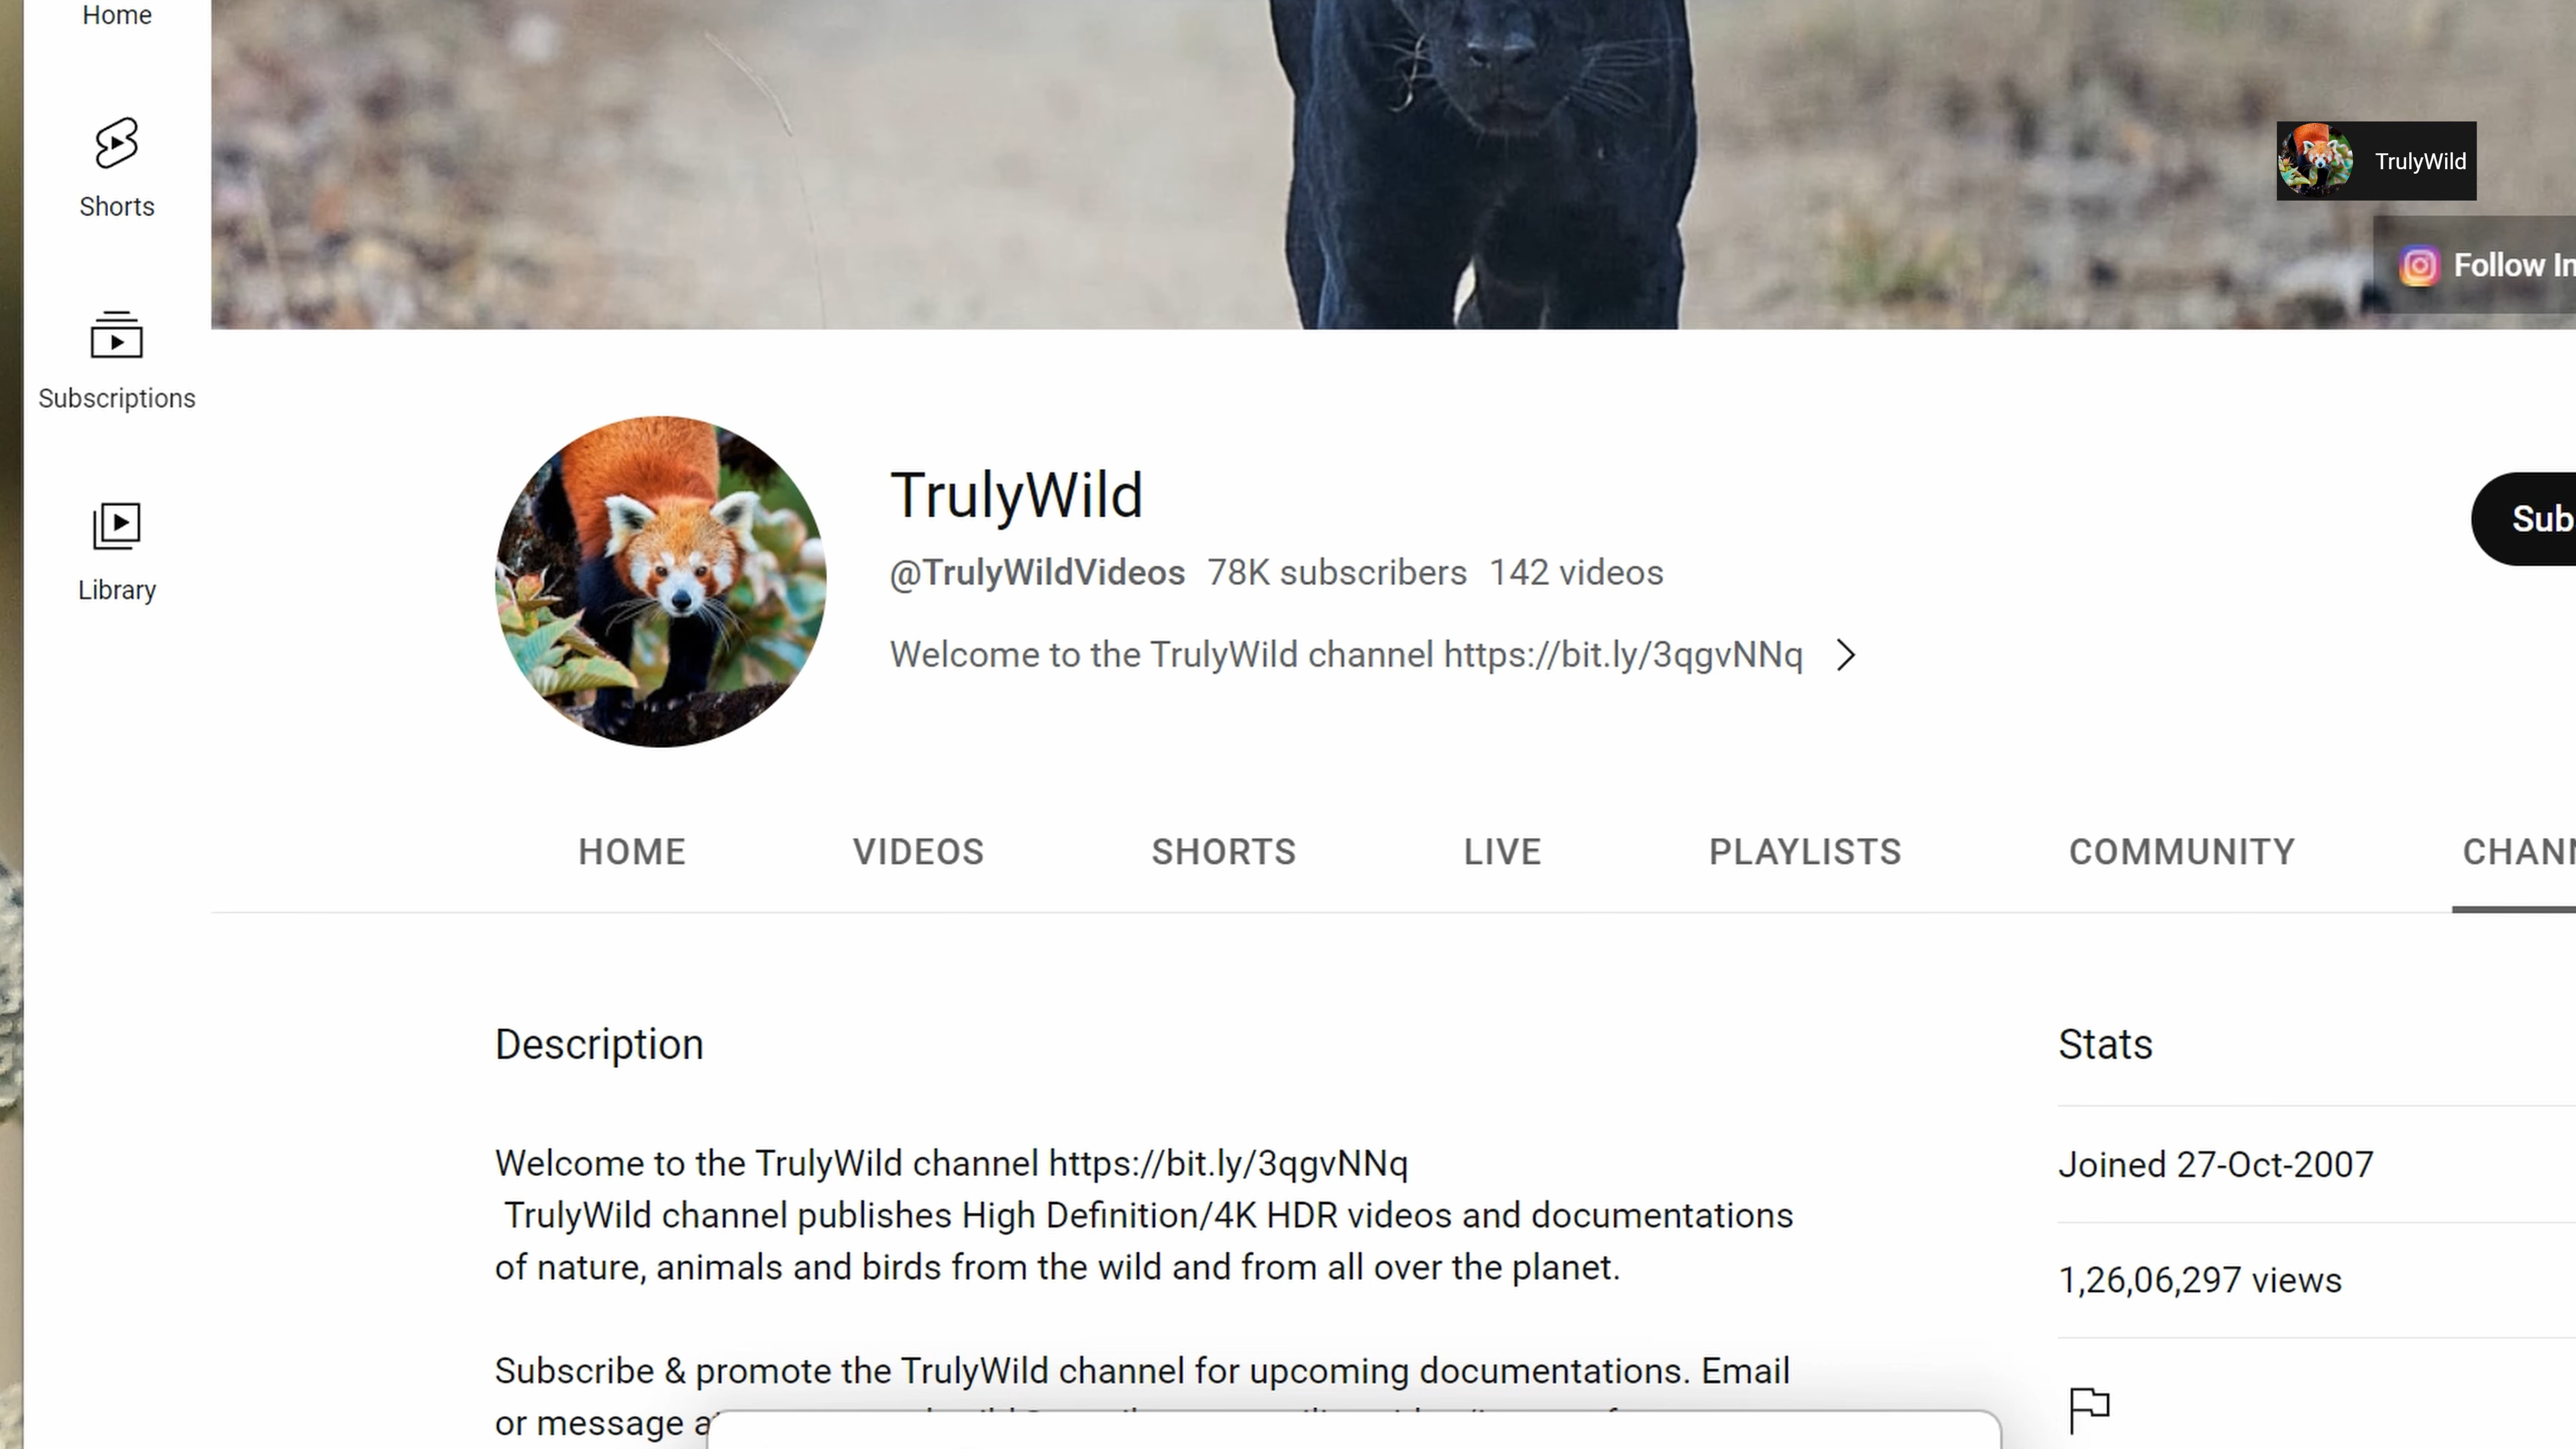 Home
TrulyWild
Shorts
Follow
Subscriptions
TrulyWild
@TrulyWildVideos 78K subscribers 142 videos
Library
Welcome to the TrulyWild channel https://bit.ly/3qgvNNq
HOME VIDEOS SHORTS LIVE PLAYLISTS COMMUNITY
Description
Stats
Welcome to the TrulyWild channel https://bit.ly/3qgvNNq
TrulyWild channel publishes High Definition/4K HDR videos and documentations
of nature, animals and birds from the wild and from all over the planet.
Joined 27-Oct-2007
1,26,06,297 views
Subscribe & promote the TrulyWild channel for upcoming documentations. Email
or message